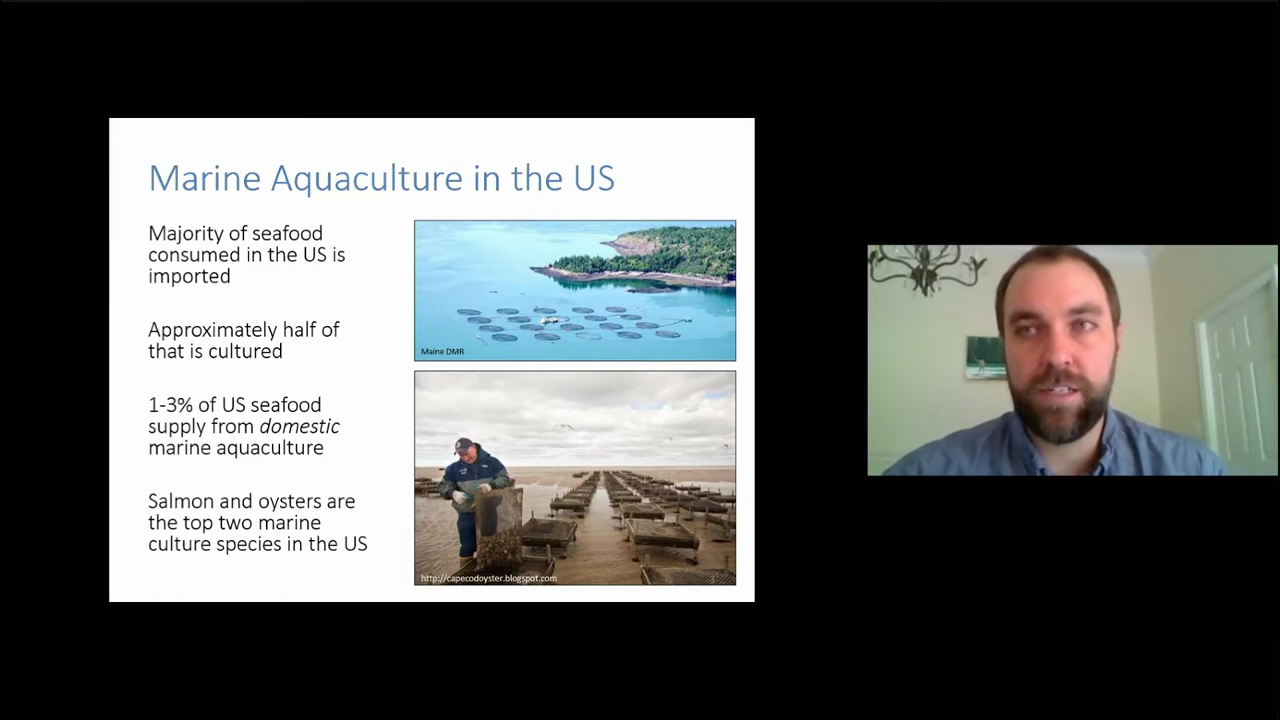 Marine Aquaculture in the US
Majority of seafood
consumed in the US is
imported
Approximately half of
that is cultured
1-3% of US seafood
supply from domestic
marine aquaculture
Salmon and oysters are
the top two marine
culture species in the US
Maine DMR
http://capecodoyster.blogspot.com
3